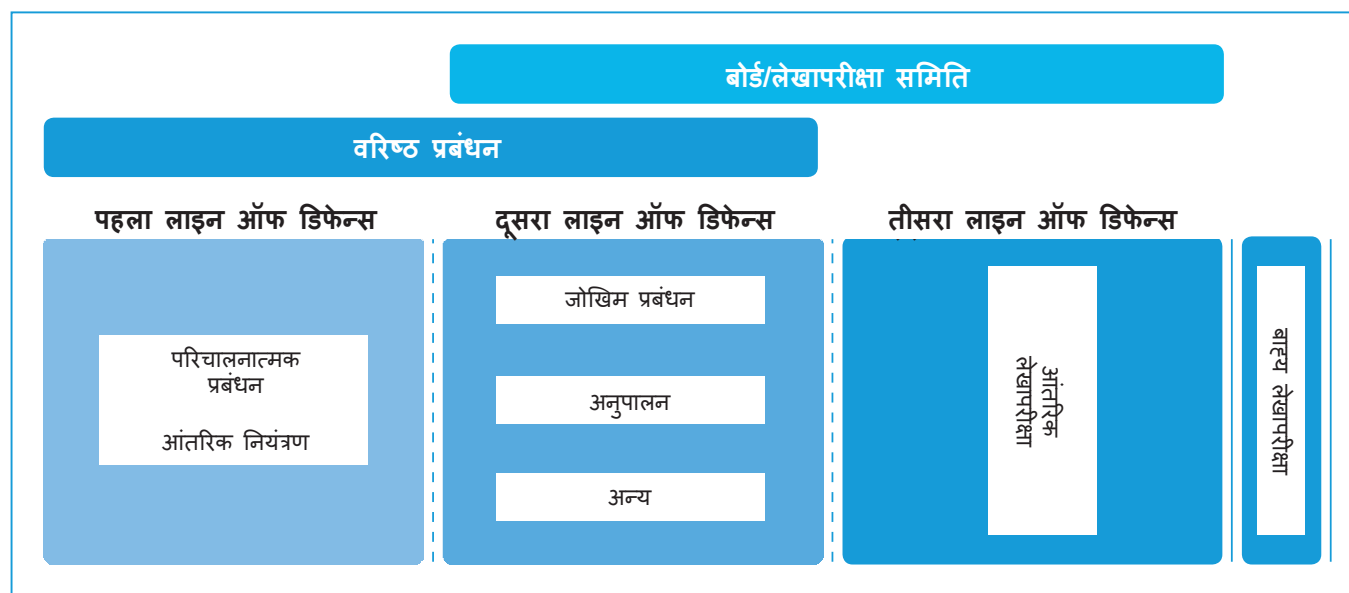 बोर्ड/लेखापरीक्षा समिति
वरिष्ठ प्रबंधन
पहला लाइन ऑफ डिफेन्स
दूसरा लाइन ऑफ डिफेन्स
तीसरा लाइन ऑफ डिफेन्स
परिचालनात्मक
प्रबंधन
आंतरिक नियंत्रण
जोखिम प्रबंधन
अनुपालन
अन्य
आंतरिक
लेखापरीक्षा
बाह्य लेखापरीक्षा